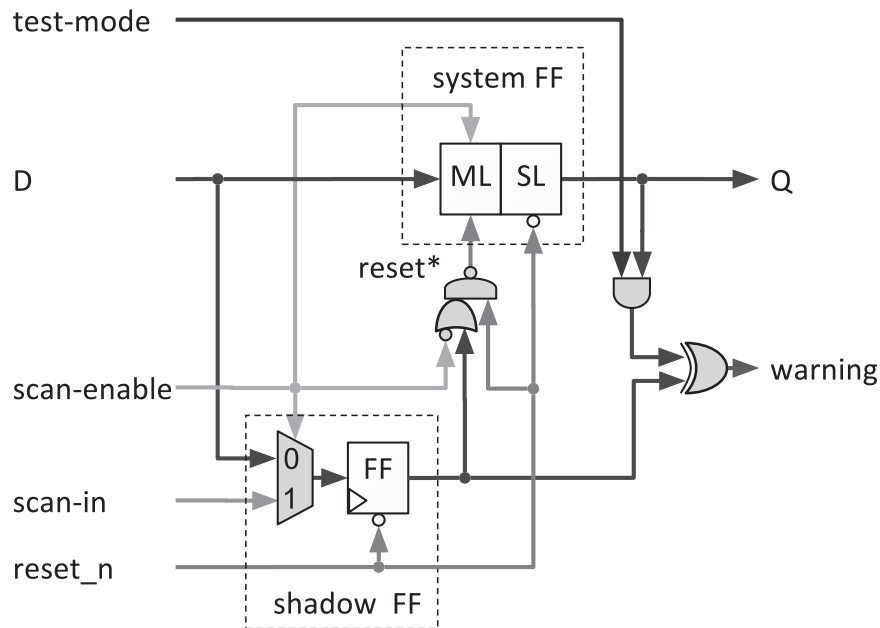 test-mode
system FF
D
ML
SL
Q
reset*
scan-enable
warning
0
FF
scan-in
1
reset_n
shadow FF